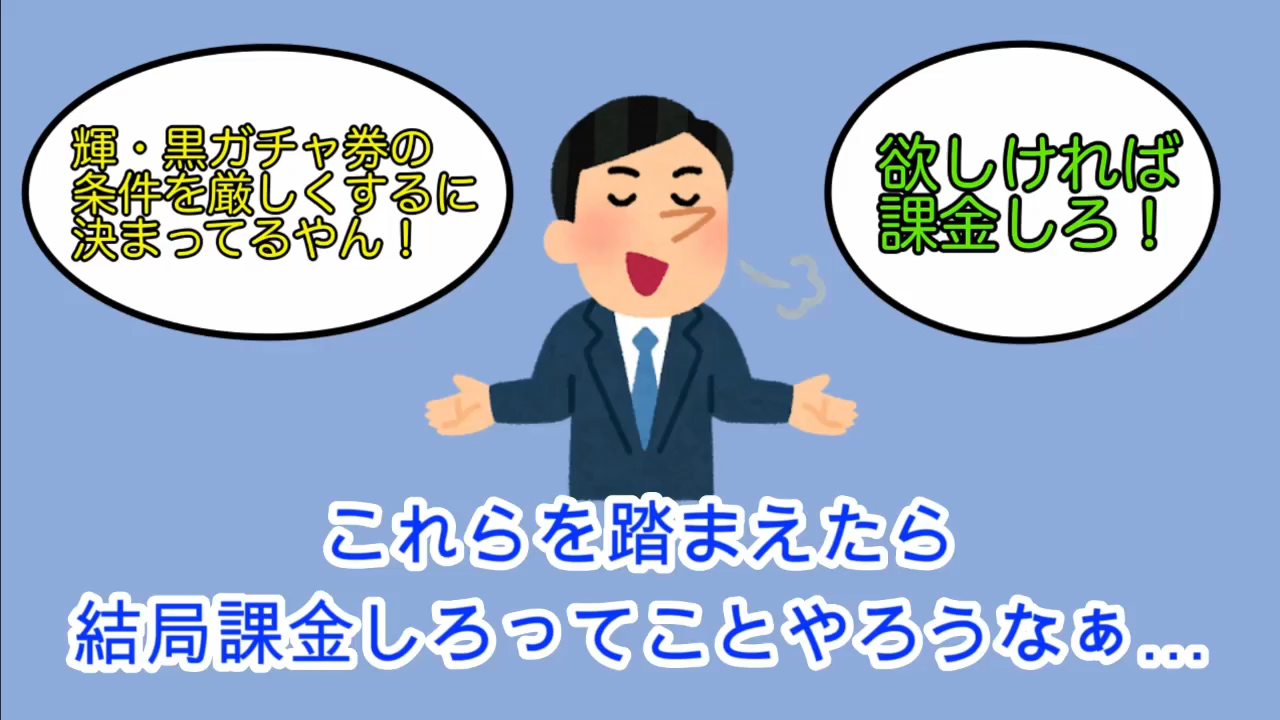 輝・黒ガチャ券の
条件を厳しくするに
決まってるやん！
欲しければ
課金しろ！
これらを踏まえたら
結局課金しろってことやろうなぁ...